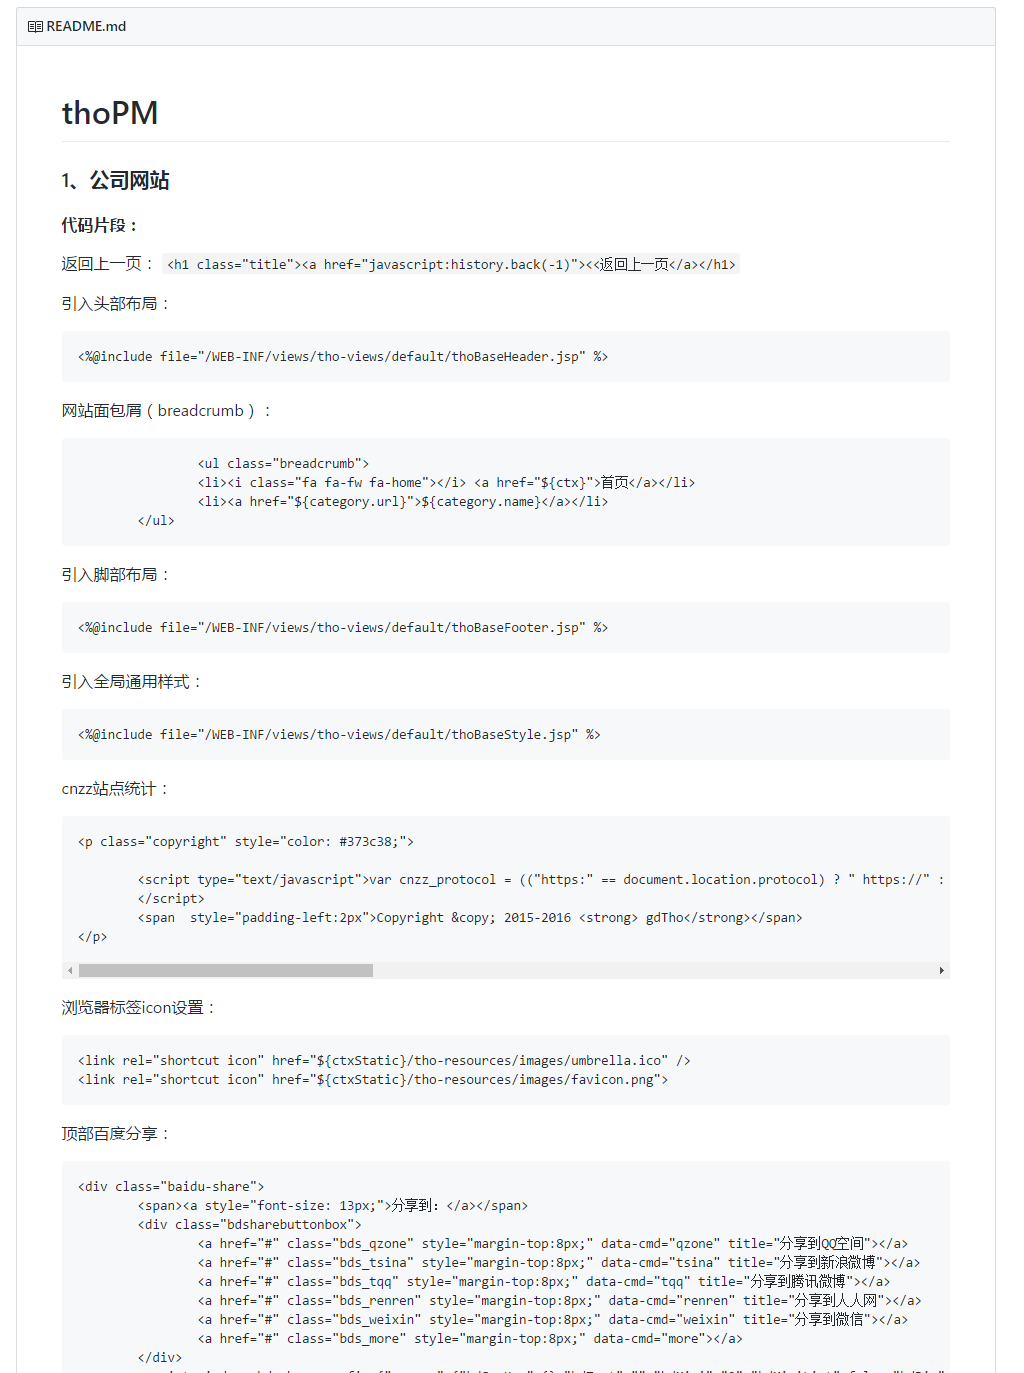 README.md
thoPM
1、公司网站
代码片段：
返回上一页： <h1 class="title"><a href="javascript:history.back(-1)"><<返回上一页</a></h1>
引入头部布局：
<%@include file="/WEB-INF/views/tho-views/default/thoBaseHeader.jsp" %>
网站面包屑（breadcrumb）：
<ul class="breadcrumb">
<li><i class="fa fa-fw fa-home"></i> <a href="${ctx}">首页</a></li>
<li><a href="${category.url}">${category.name}</a></li>
</ul>
引入脚部布局：
<%@include file="/WEB-INF/views/tho-views/default/thoBaseFooter.jsp" %>
引入全局通用样式：
<%@include file="/WEB-INF/views/tho-views/default/thoBaseStyle.jsp" %>
cnzz站点统计：
<p class="copyright" style="color: #373c38;">
<script type="text/javascript">var cnzz_protocol = (("https:" == document.location.protocol) ? " https://" :
</script>
<span  style="padding-left:2px">Copyright &copy; 2015-2016 <strong> gdTho</strong></span>
</p>
浏览器标签icon设置：
<link rel="shortcut icon" href="${ctxStatic}/tho-resources/images/umbrella.ico" />
<link rel="shortcut icon" href="${ctxStatic}/tho-resources/images/favicon.png">
顶部百度分享：
<div class="baidu-share">
<span><a style="font-size: 13px;">分享到：</a></span>
<div class="bdsharebuttonbox">
<a href="#" class="bds_qzone" style="margin-top:8px;" data-cmd="qzone" title="分享到QQ空间"></a>
<a href="#" class="bds_tsina" style="margin-top:8px;" data-cmd="tsina" title="分享到新浪微博"></a>
<a href="#" class="bds_tqq" style="margin-top:8px;" data-cmd="tqq" title="分享到腾讯微博"></a>
<a href="#" class="bds_renren" style="margin-top:8px;" data-cmd="renren" title="分享到人人网"></a>
<a href="#" class="bds_weixin" style="margin-top:8px;" data-cmd="weixin" title="分享到微信"></a>
<a href="#" class="bds_more" style="margin-top:8px;" data-cmd="more"></a>
</div>